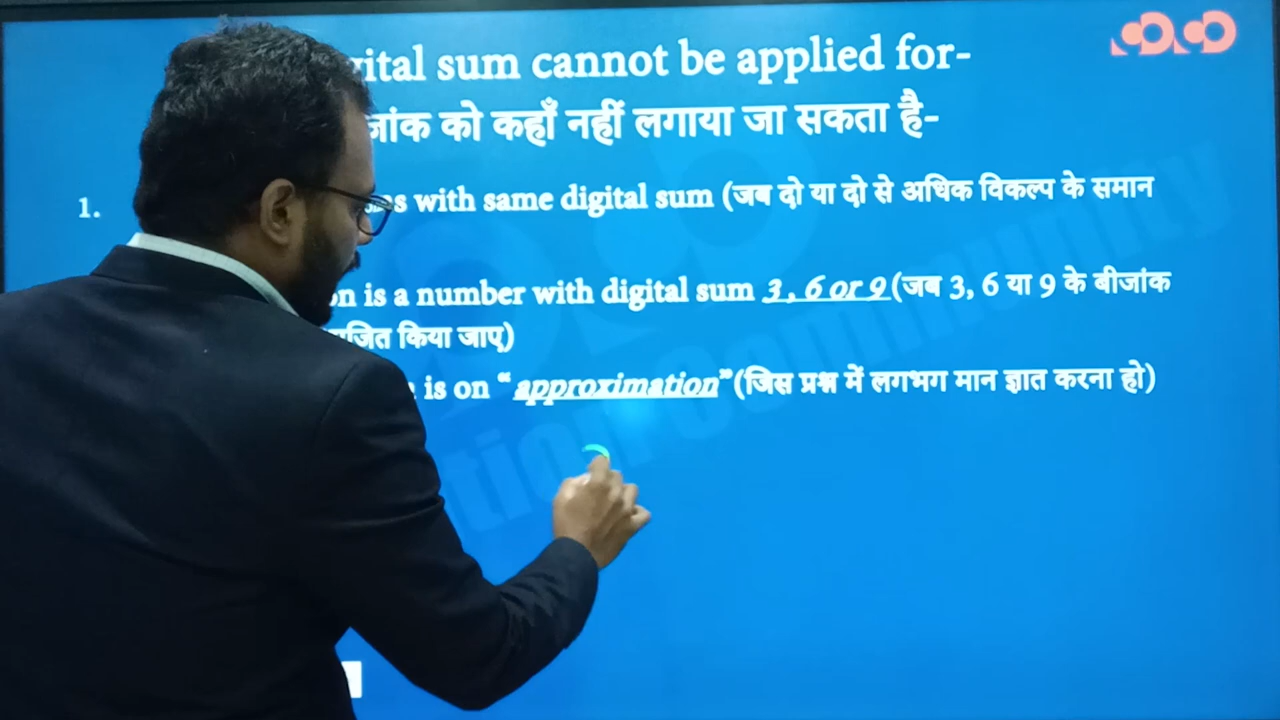 sum cannot be applied for-
को कहाँ नहीं लगाया जा सकता है-
1. with same digital sum (जब दो या दो से अधिक विकल्प के समान
is a number with digital sum 3, 6 or 9 (जब 3, 6 या 9 के बीजांक
किया जाए)
is on “approximation” (जिस प्रश्न में लगभग मान ज्ञात करना हो)